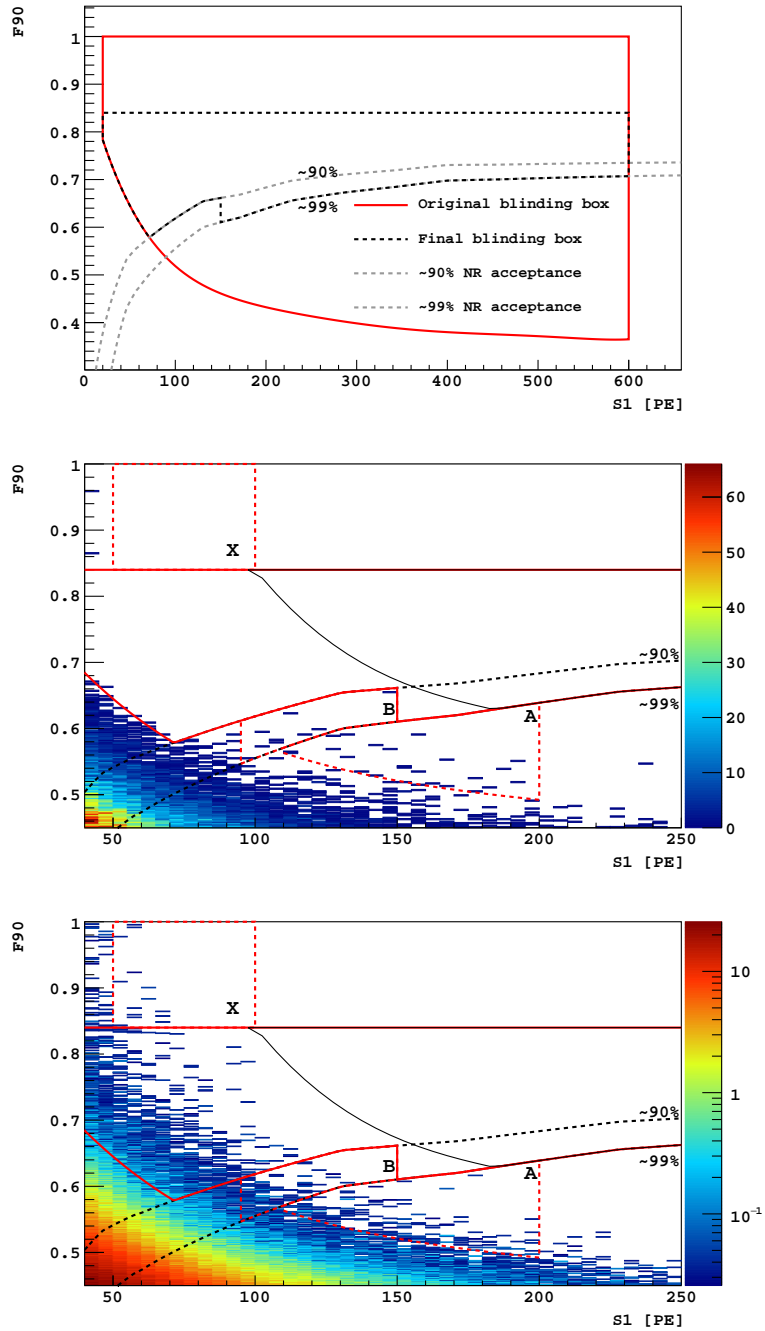 F90
1
0.9
0.8
0.7
0.6
0.5
0.4
~90%
~99%
Original blinding box
Final blinding box
~90% NR acceptance
~99% NR acceptance
0 100 200 300 400 500 600
S1 [PE]
F90
1
0.9
0.8
0.7
0.6
0.5
X
B
A
~90%
~99%
60
50
40
30
20
10
0
50 100 150 200 250
S1 [PE]
F90
1
0.9
0.8
0.7
0.6
0.5
X
B
A
~90%
~99%
10
1
10⁻¹
50 100 150 200 250
S1 [PE]